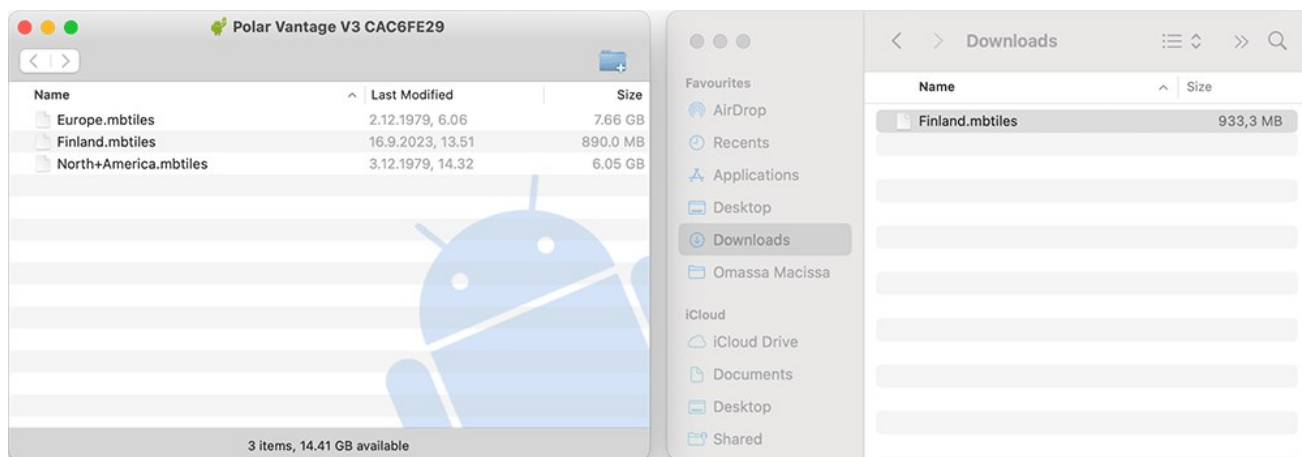 Polar Vantage V3 CAC6FE29
Name Last Modified Size
Europe.mbtiles 2.12.1979, 6.06 7.66 GB
Finland.mbtiles 16.9.2023, 13.51 890.0 MB
North+America.mbtiles 3.12.1979, 14.32 6.05 GB
3 items, 14.41 GB available
Favourites
AirDrop
Recents
Applications
Desktop
Downloads
Omassa Macissa
iCloud
iCloud Drive
Documents
Desktop
Shared
Downloads
Name Size
Finland.mbtiles 933,3 MB